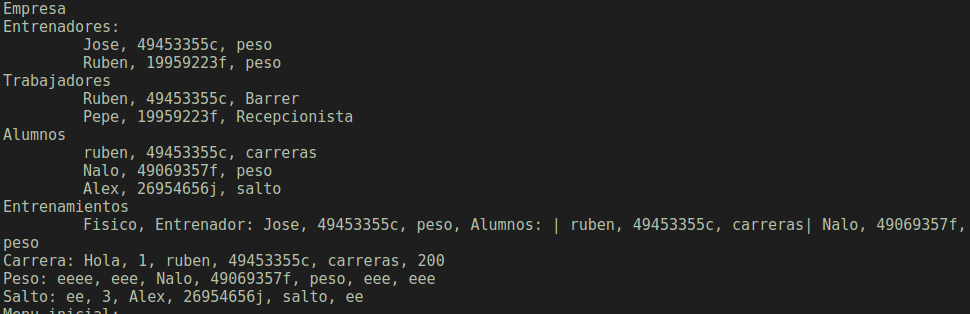 Empresa
Entrenadores:
Jose, 49453355c, peso
Ruben, 19959223f, peso
Trabajadores
Ruben, 49453355c, Barrer
Pepe, 19959223f, Recepcionista
Alumnos
ruben, 49453355c, carreras
Nalo, 49069357f, peso
Alex, 26954656j, salto
Entrenamientos
Fisico, Entrenador: Jose, 49453355c, peso, Alumnos: | ruben, 49453355c, carreras| Nalo, 49069357f,
peso
Carrera: Hola, 1, ruben, 49453355c, carreras, 200
Peso: eeee, eee, Nalo, 49069357f, peso, eee, eee
Salto: ee, 3, Alex, 26954656j, salto, ee
Menu inicial: